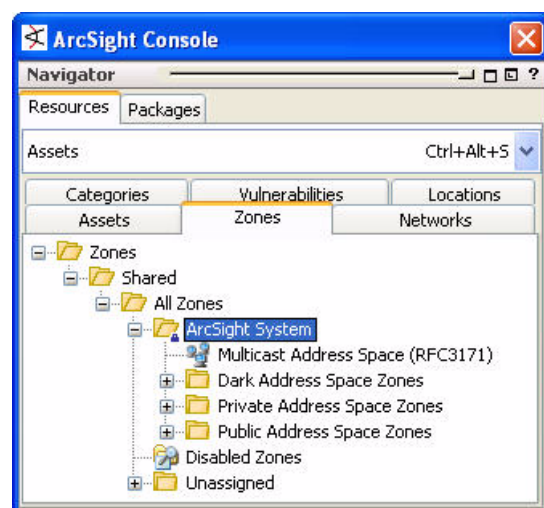 ArcSight Console
Navigator ?
Resources Packages
Assets Ctrl+Alt+S
Categories Vulnerabilities Locations
Assets Zones Networks
Zones
Shared
All Zones
ArcSight System
Multicast Address Space (RFC3171)
Dark Address Space Zones
Private Address Space Zones
Public Address Space Zones
Disabled Zones
Unassigned